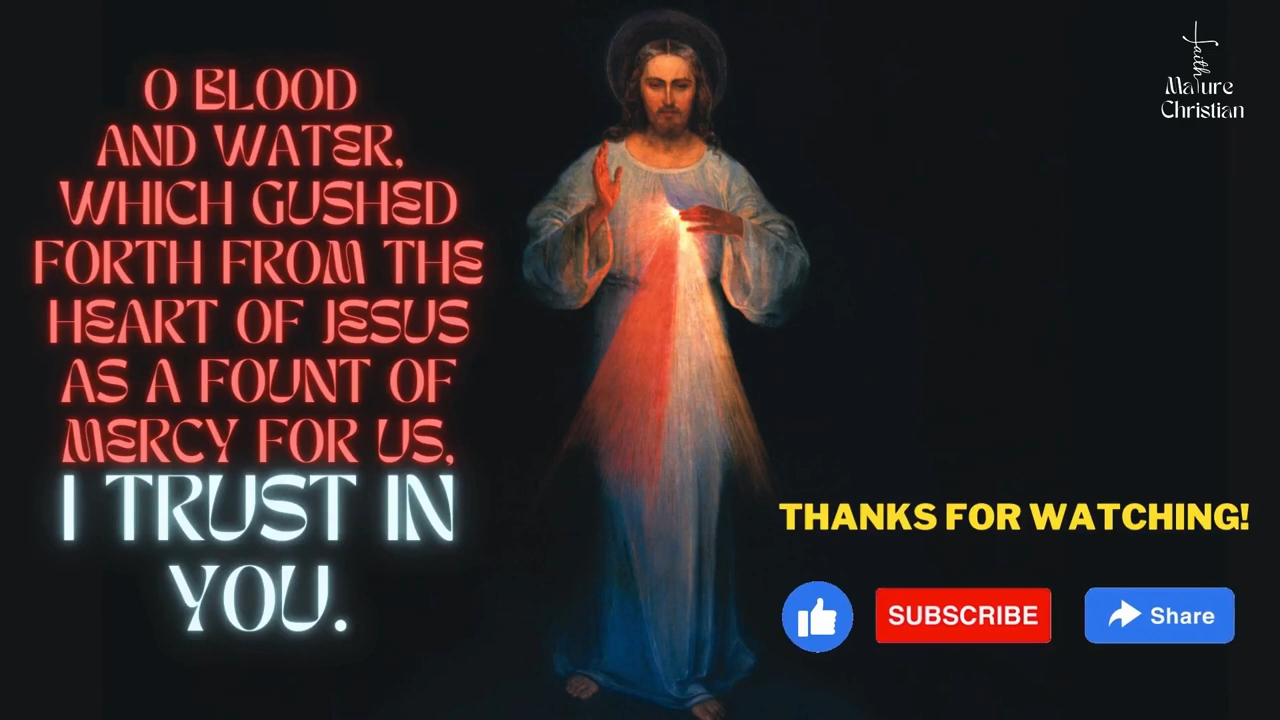 O BLOOD
AND WATER,
WHICH GUSHED
FORTH FROM THE
HEART OF JESUS
AS A FOUNT OF
MERCY FOR US,
I TRUST IN
YOU.
faith
Mature
Christian
THANKS FOR WATCHING!
SUBSCRIBE
Share